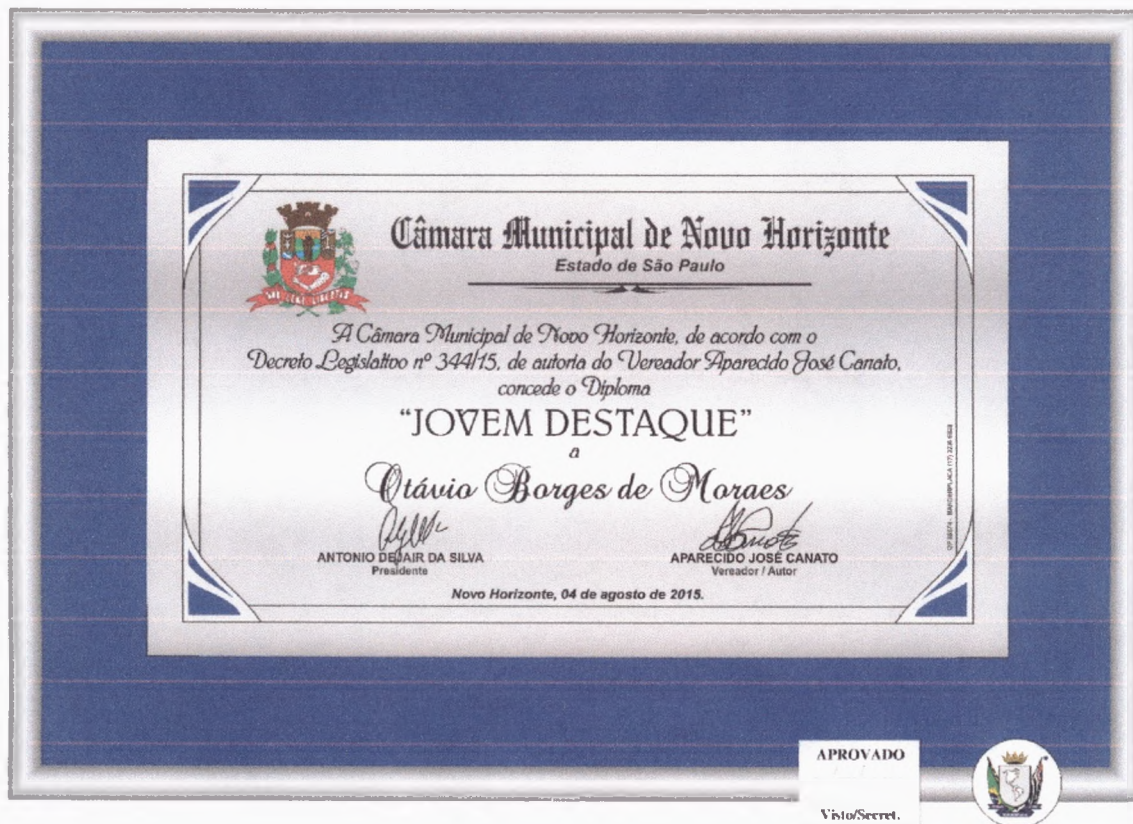 Câmara Municipal de Novo Horizonte
Estado de São Paulo
A Câmara Municipal de Novo Horizonte, de acordo com o
Decreto Legislativo nº 344/15, de autoria do Vereador Aparecido José Canato,
concede o Diploma
“JOVEM DESTAQUE”
a
Otávio Borges de Moraes
ANTONIO DEJAIR DA SILVA
Presidente
APARECIDO JOSÉ CANATO
Vereador / Autor
Novo Horizonte, 04 de agosto de 2015.
APROVADO
Visto/Secret.